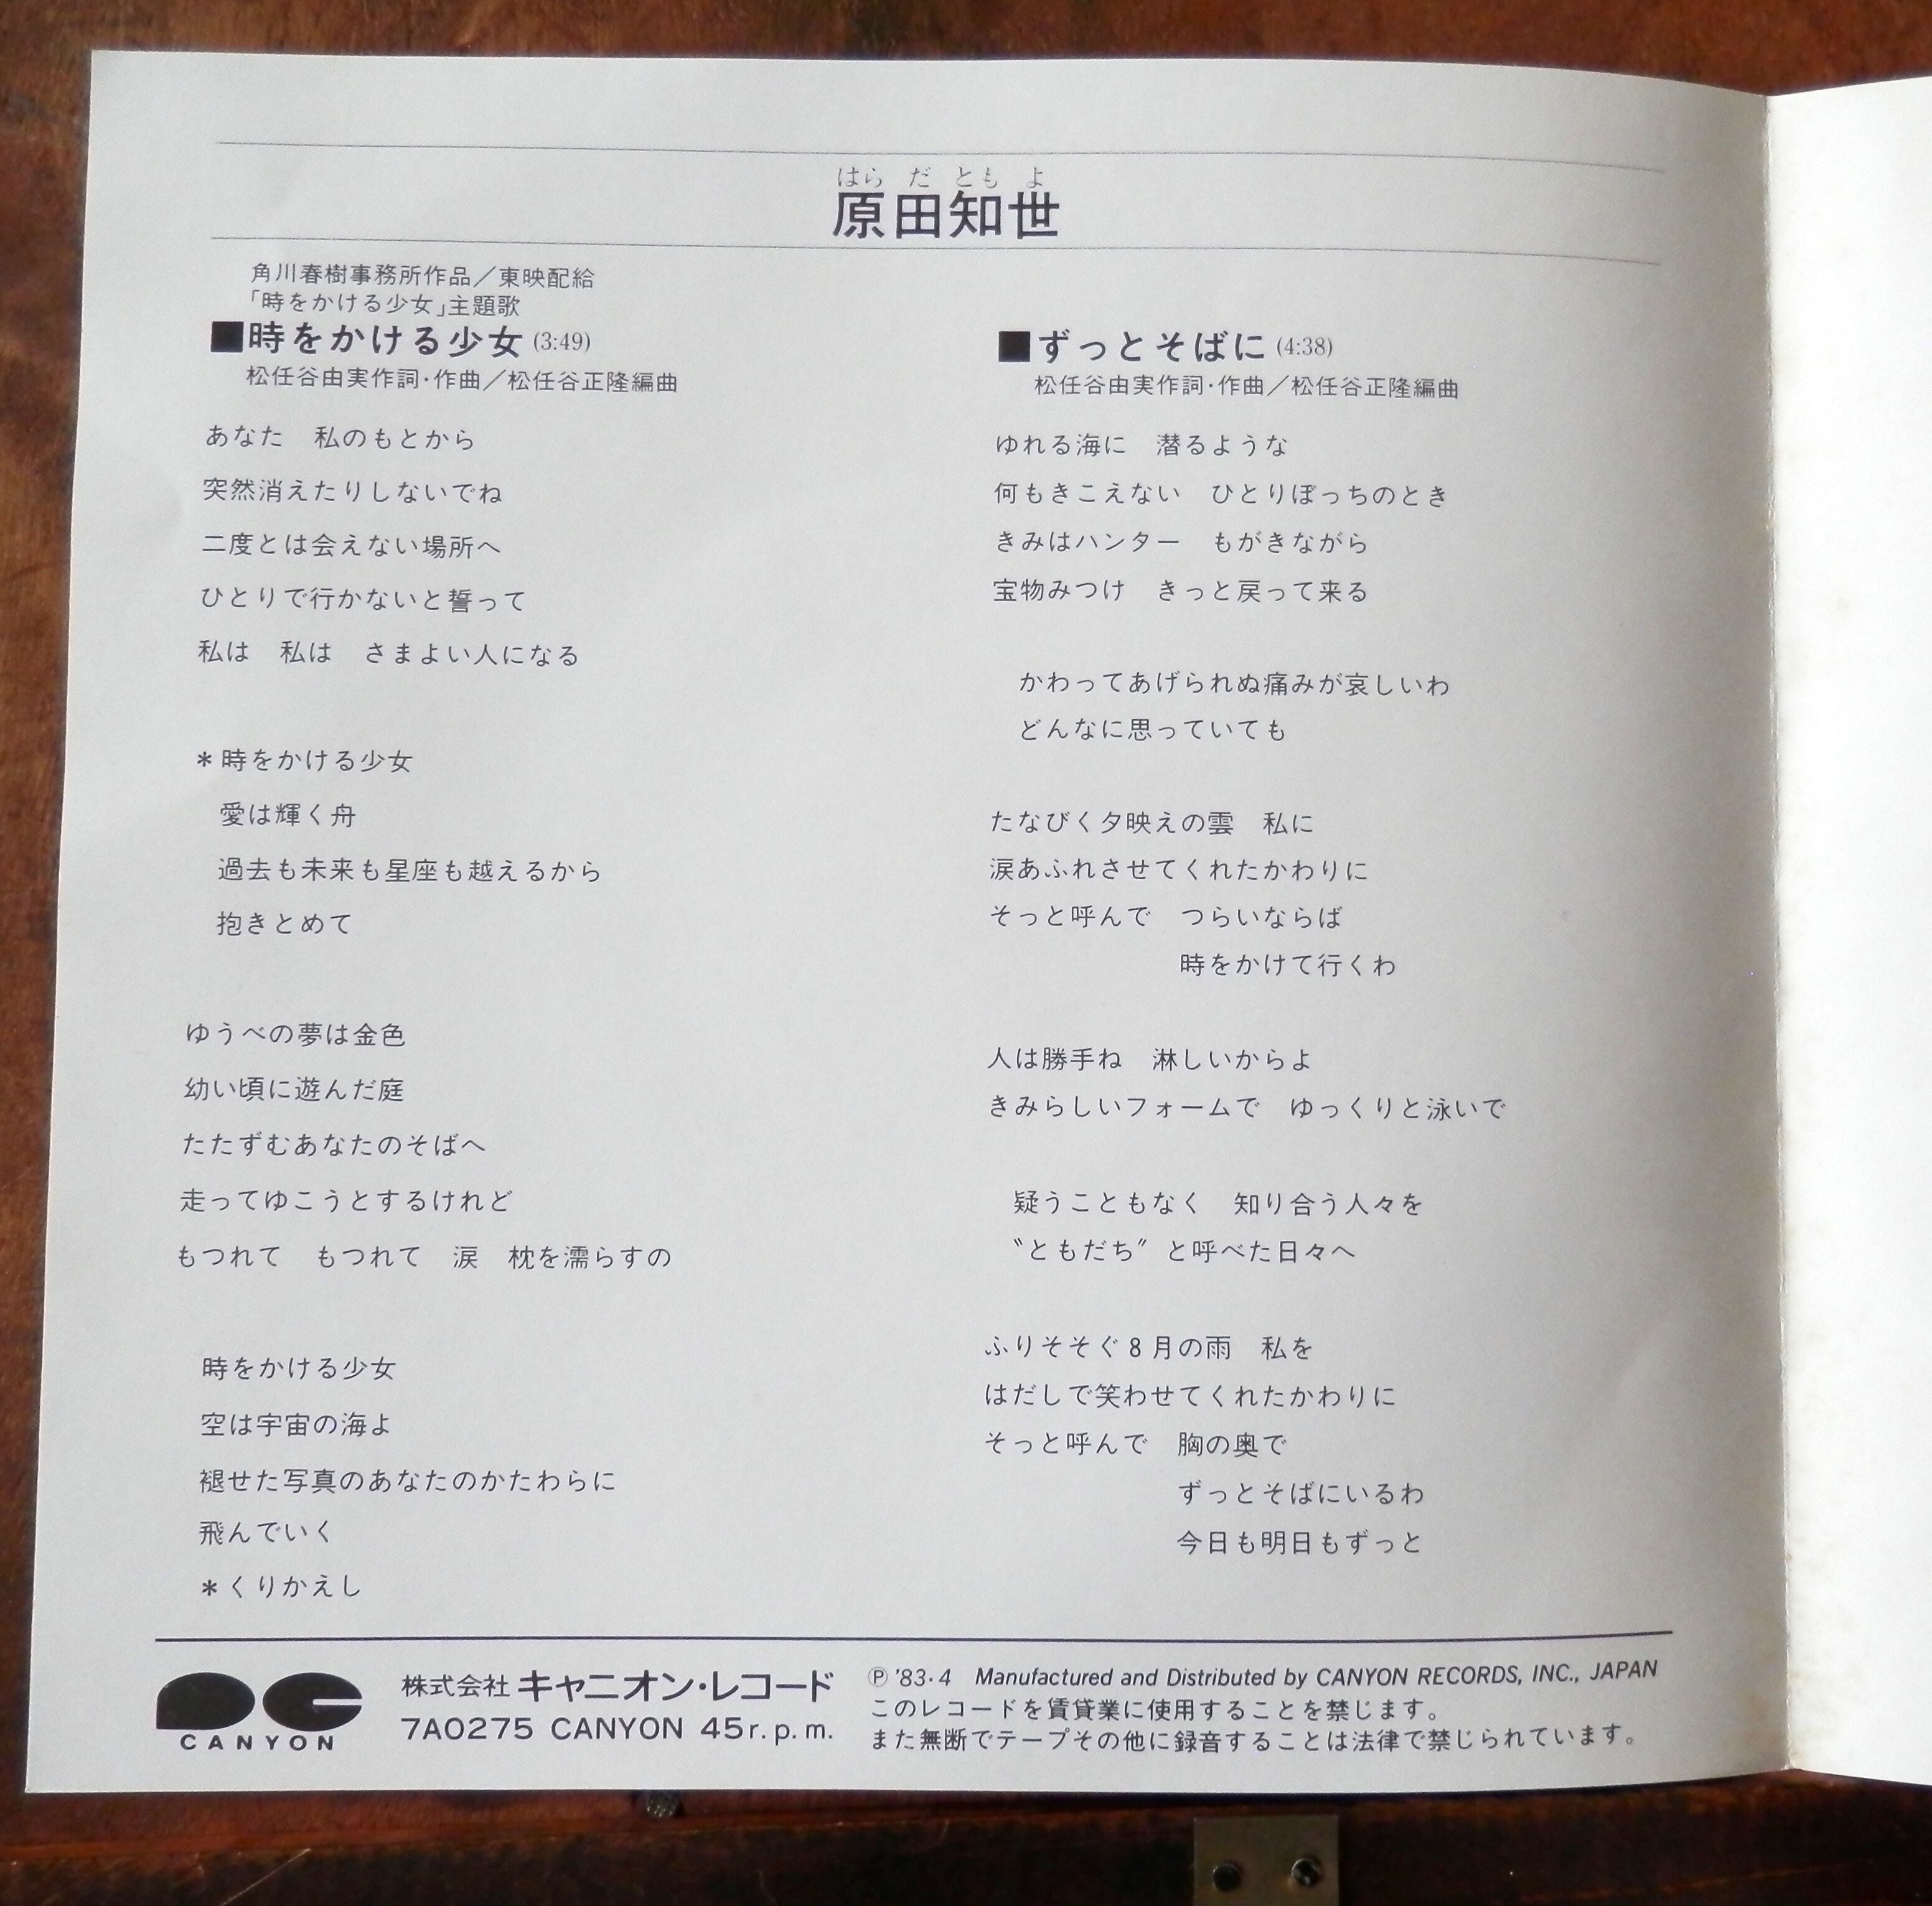 はらだともよ
原田知世
角川春樹事務所作品／東映配給
「時をかける少女」主題歌
■時をかける少女(3:49)
松任谷由実作詞・作曲／松任谷正隆編曲
あなた　私のもとから
突然消えたりしないでね
二度とは会えない場所へ
ひとりで行かないと誓って
私は　私は　さまよい人になる
＊時をかける少女
愛は輝く舟
過去も未来も星座も越えるから
抱きとめて
ゆうべの夢は金色
幼い頃に遊んだ庭
たたずむあなたのそばへ
走ってゆこうとするけれど
もつれて　もつれて　涙　枕を濡らすの
時をかける少女
空は宇宙の海よ
褪せた写真のあなたのかたわらに
飛んでいく
＊くりかえし
■ずっとそばに(4:38)
松任谷由実作詞・作曲／松任谷正隆編曲
ゆれる海に　潜るような
何もきこえない　ひとりぼっちのとき
きみはハンター　もがきながら
宝物みつけ　きっと戻って来る
かわってあげられぬ痛みが哀しいわ
どんなに思っていても
たなびく夕映えの雲　私に
涙あふれさせてくれたかわりに
そっと呼んで　つらいならば
時をかけて行くわ
人は勝手ね　淋しいからよ
きみらしいフォームで　ゆっくりと泳いで
疑うこともなく　知り合う人々を
〝ともだち〞と呼べた日々へ
ふりそそぐ8月の雨　私を
はだしで笑わせてくれたかわりに
そっと呼んで　胸の奥で
ずっとそばにいるわ
今日も明日もずっと
CANYON
株式会社キャニオン・レコード
7A0275 CANYON 45r.p.m.
Ⓟ'83・4 Manufactured and Distributed by CANYON RECORDS, INC., JAPAN
このレコードを賃貸業に使用することを禁じます。
また無断でテープその他に録音することは法律で禁じられています。